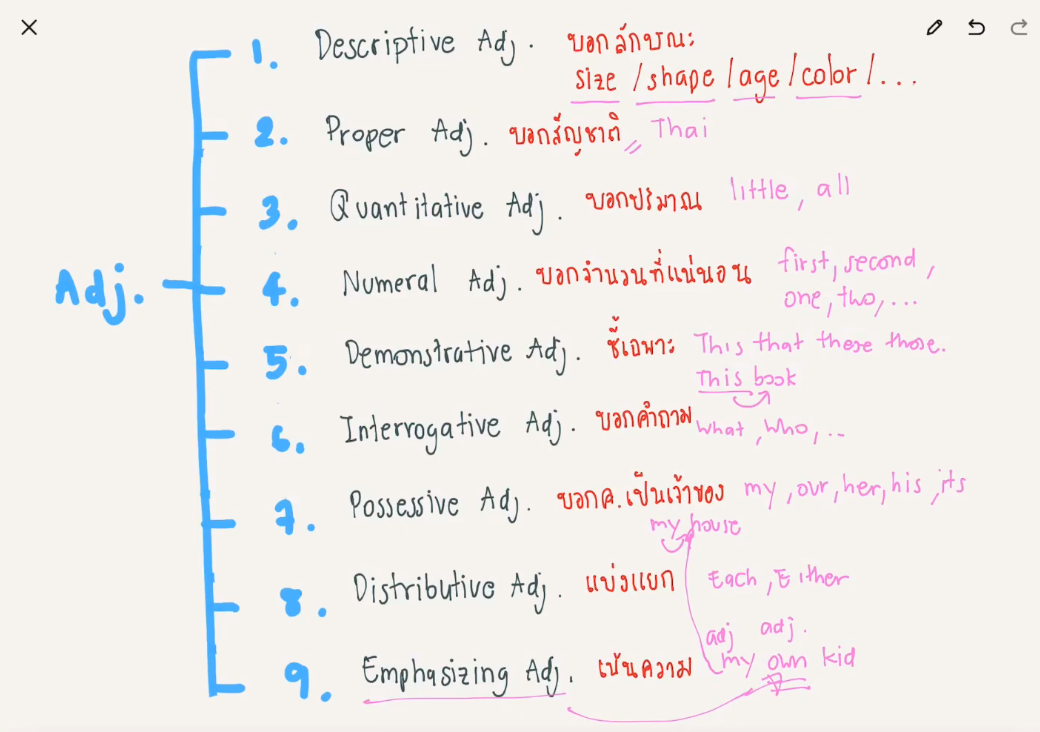 1. Descriptive Adj. บอกลักษณะ
size / shape / age / color / ...
2. Proper Adj. บอกสัญชาติ Thai
3. Quantitative Adj. บอกปริมาณ little, all
4. Numeral Adj. บอกจำนวนที่แน่นอน first, second,
one, two, ...
Adj.
5. Demonstrative Adj. ชี้เฉพาะ This that these those.
This book
6. Interrogative Adj. บอกคำถาม what, who, ..
7. Possessive Adj. บอกค.เป็นเจ้าของ my, our, her, his, its
my house
8. Distributive Adj. แบ่งแยก Each, Either
adj adj.
9. Emphasizing Adj. เน้นความ my own kid